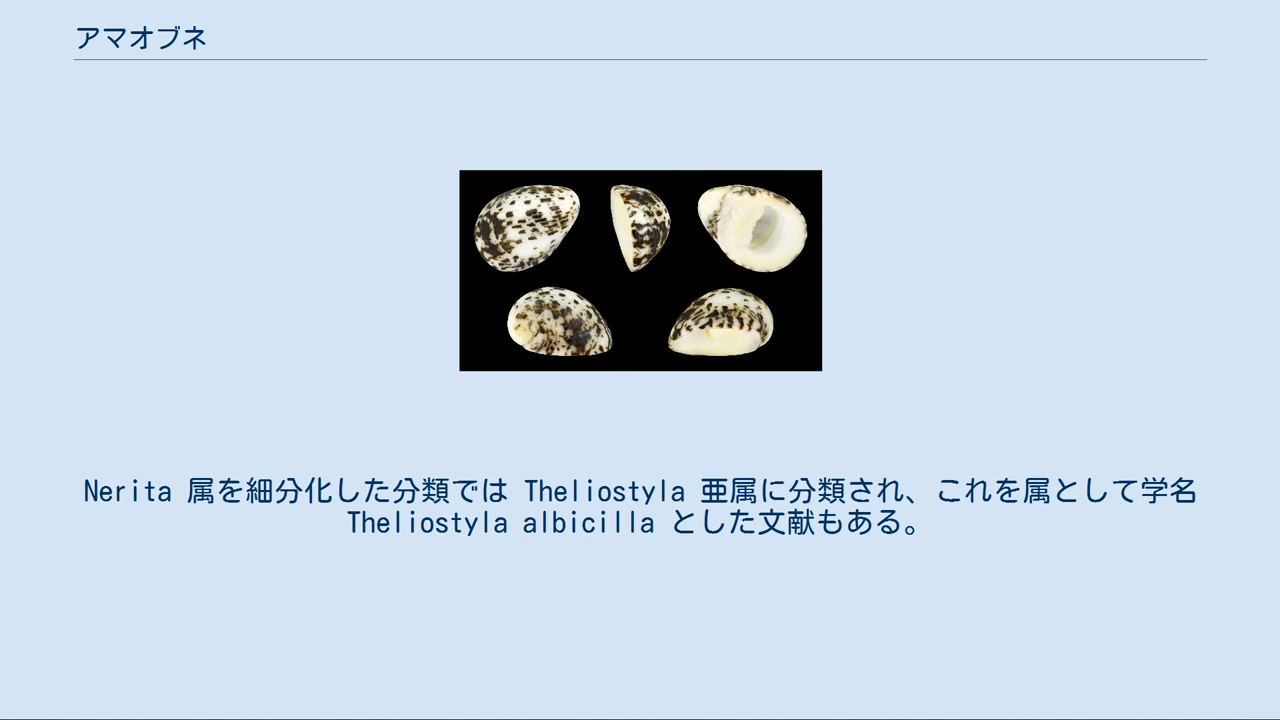 アマオブネ
Nerita 属を細分化した分類では Theliostyla 亜属に分類され、これを属として学名
Theliostyla albicilla とした文献もある。